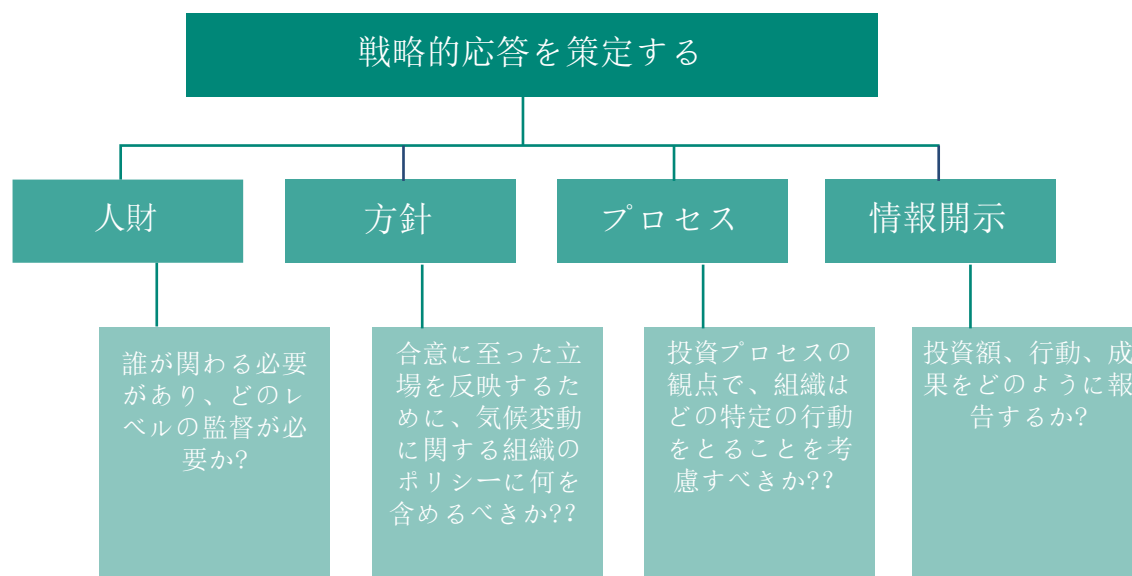 戦略的応答を策定する
人財
方針
プロセス
情報開示
誰が関わる必要
があり、どのレ
ベルの監督が必
要か?
合意に至った立
場を反映するた
めに、気候変動
に関する組織の
ポリシーに何を
含めるべきか??
投資プロセスの
観点で、組織は
どの特定の行動
をとることを考
慮すべきか??
投資額、行動、成
果をどのように報
告するか?